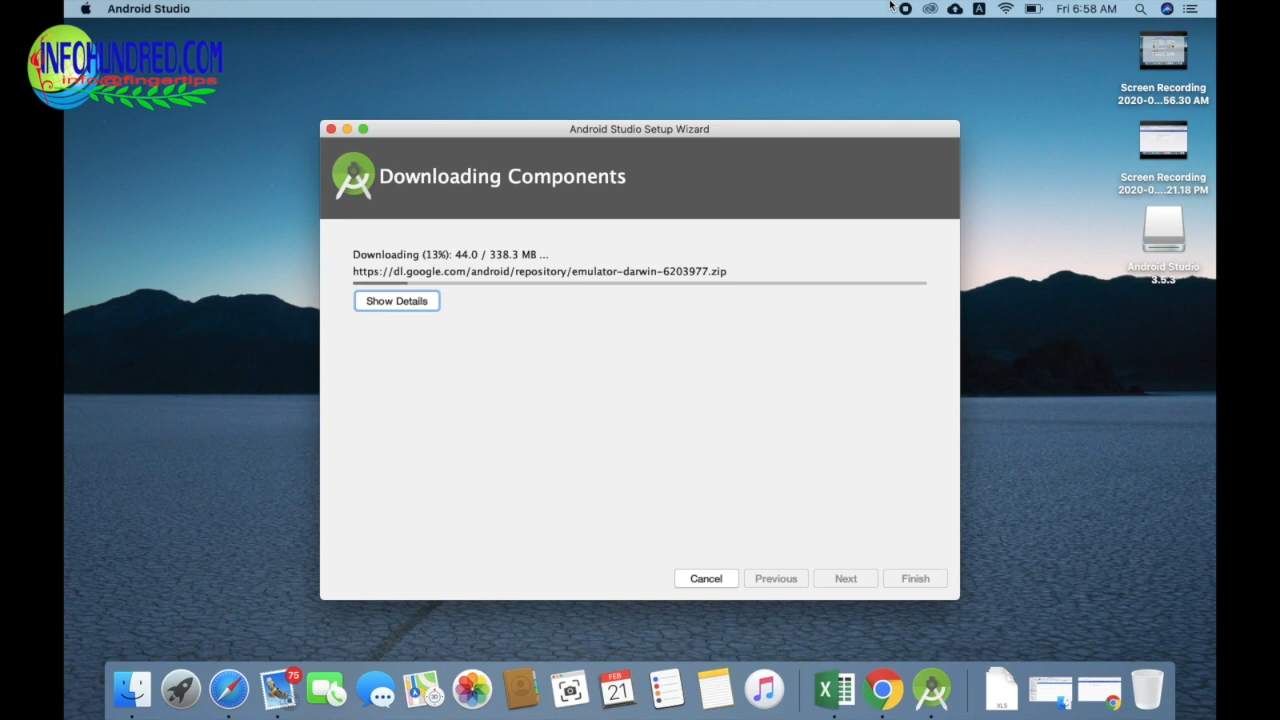 Android Studio
A
Fri 6:58 AM
INFOHUNDRED.COM
info@fingertips
Screen Recording
2020-0...56.30 AM
Screen Recording
2020-0....21.18 PM
Android Studio
3.5.3
Android Studio Setup Wizard
Downloading Components
Downloading (13%): 44.0 / 338.3 MB ...
https://dl.google.com/android/repository/emulator-darwin-6203977.zip
Show Details
Cancel
Previous
Next
Finish
75
3D
FEB
21
X
XLS